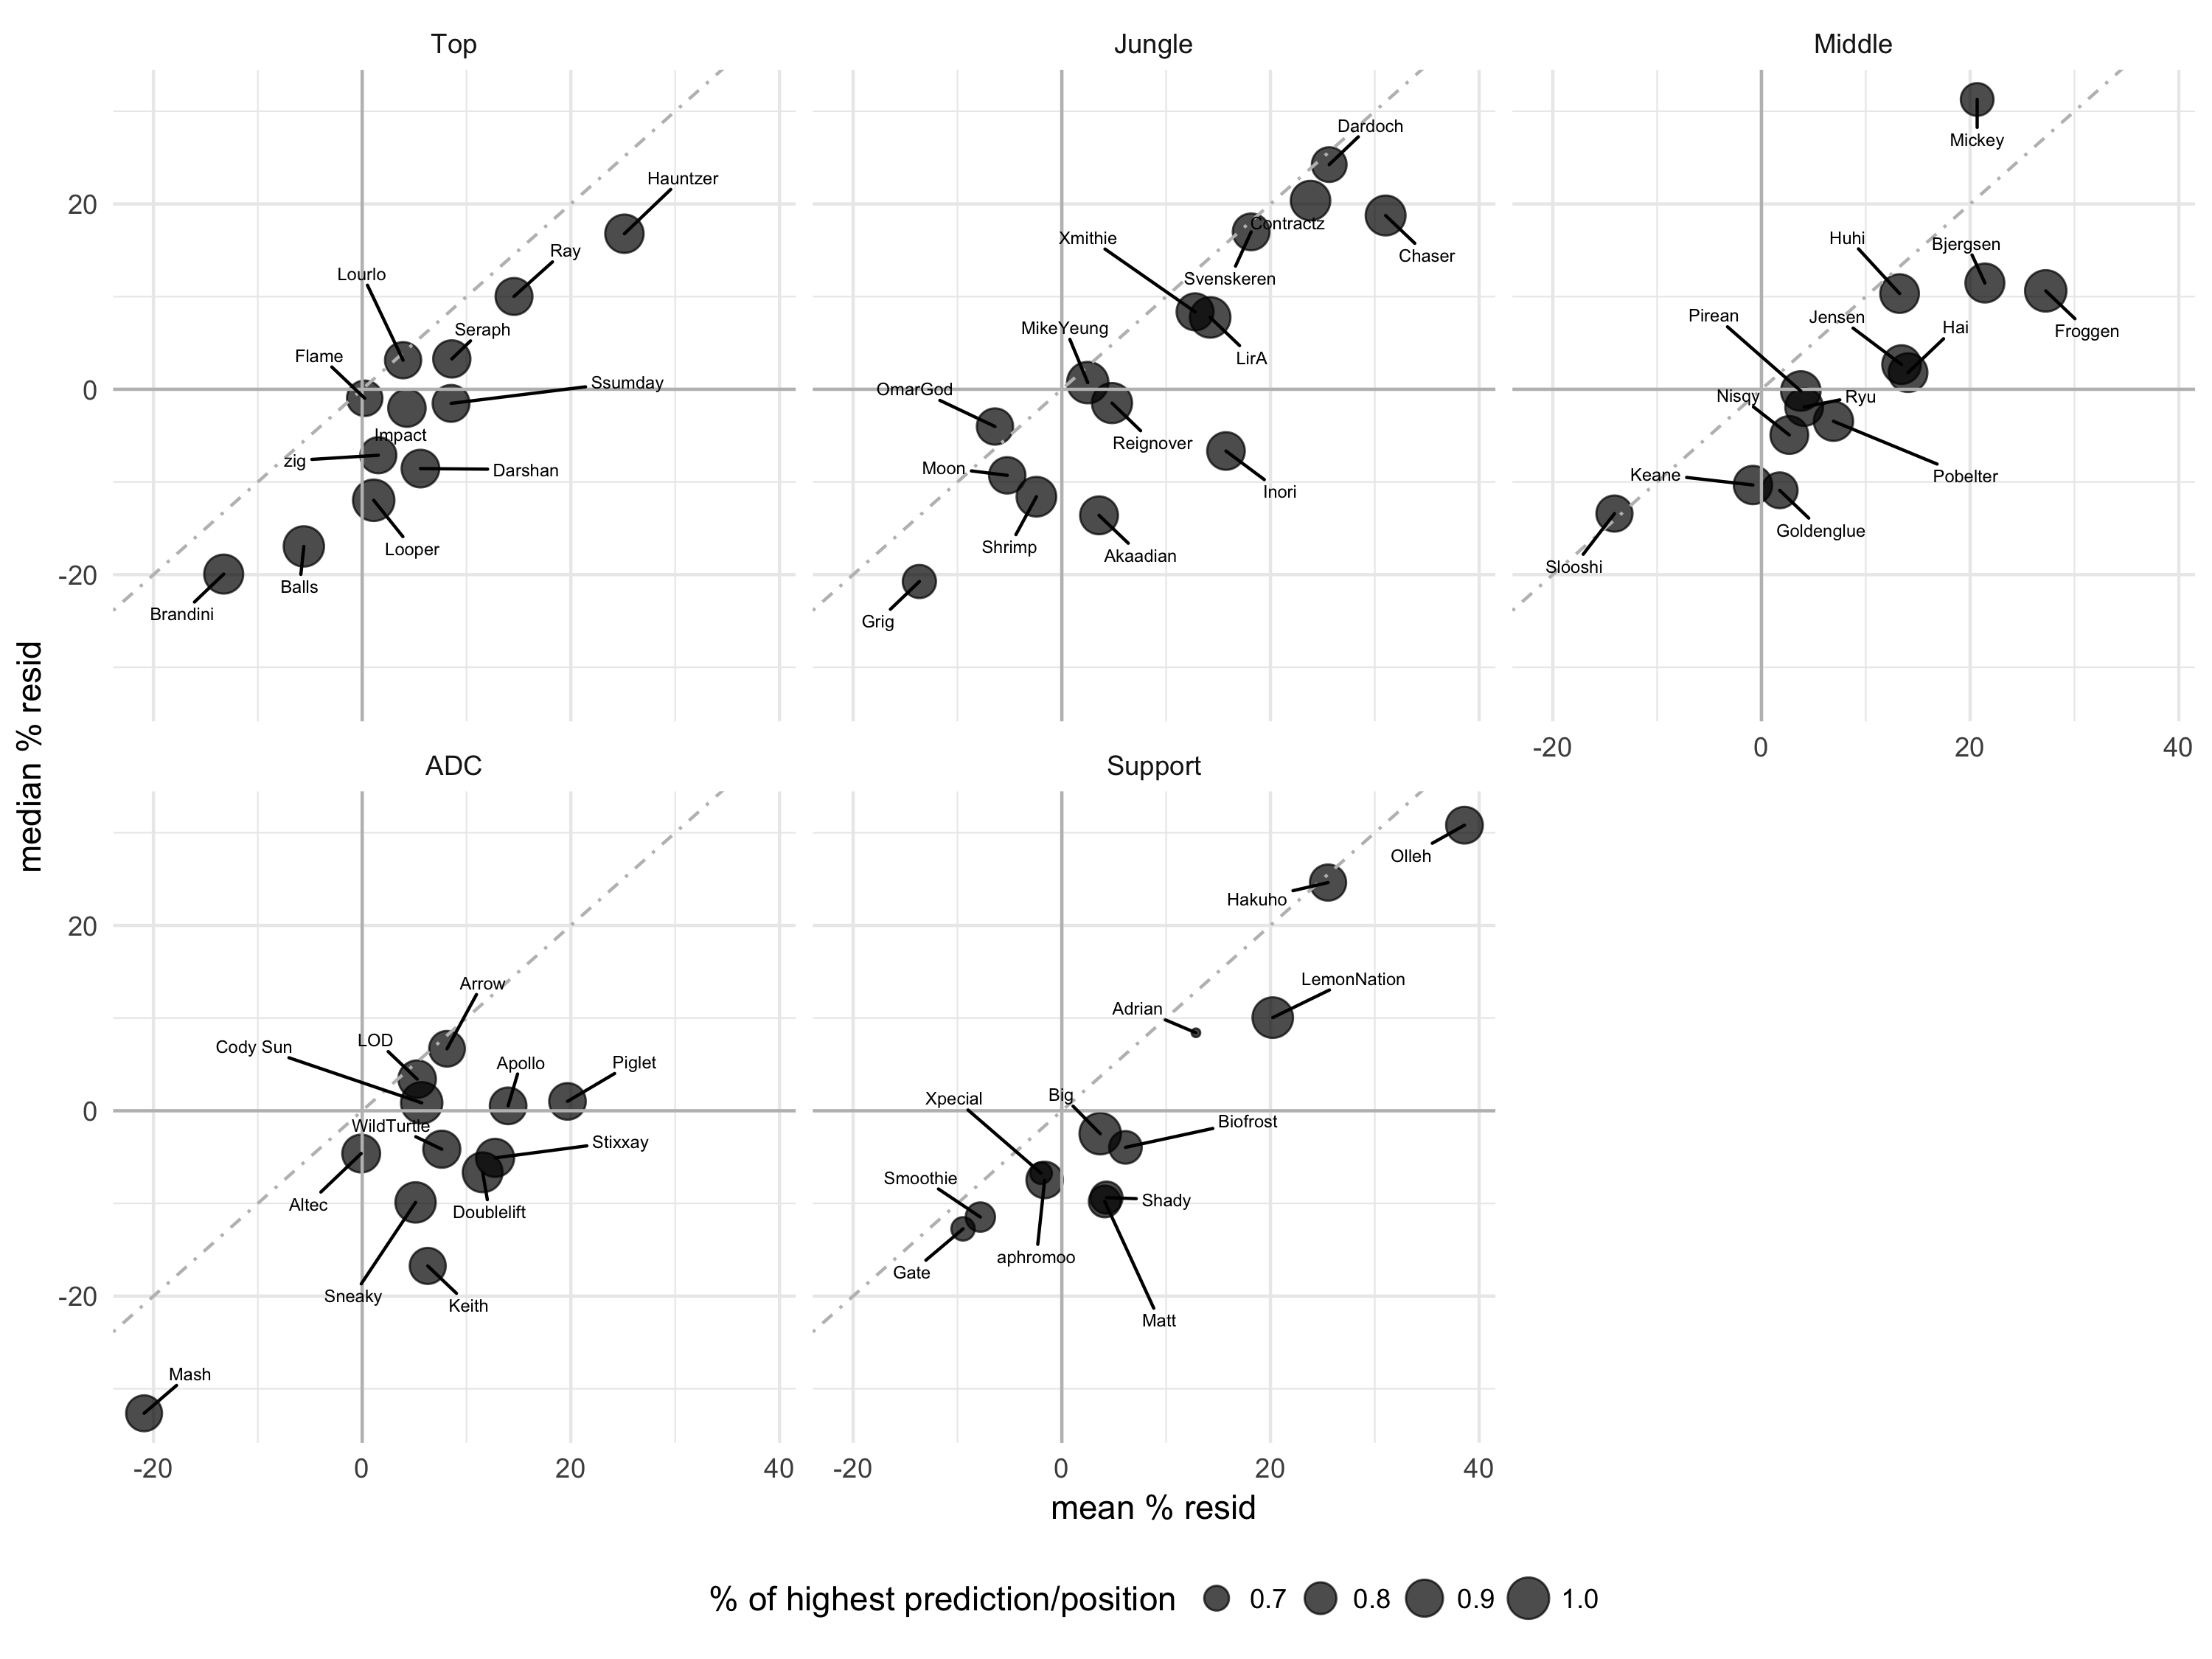 Top
Jungle
Middle
Hauntzer
Ray
Lourlo
Seraph
Flame
Ssumday
Impact
zig
Darshan
Looper
Balls
Brandini
20
0
-20
Dardoch
Contractz
Xmithie
Chaser
Svenskeren
MikeYeung
LirA
OmarGod
Reignover
Moon
Inori
Shrimp
Akaadian
Grig
Mickey
Huhi
Bjergsen
Pirean
Jensen
Hai
Froggen
Nisqy
Ryu
Keane
Pobelter
Goldenglue
Slooshi
-20
0
20
40
median % resid
ADC
Support
20
0
-20
Arrow
Cody Sun
LOD
Apollo
Piglet
WildTurtle
Stixxay
Altec
Doublelift
Sneaky
Keith
Mash
Olleh
Hakuho
LemonNation
Adrian
Big
Xpecial
Biofrost
Smoothie
Shady
aphromoo
Gate
Matt
-20
0
20
40
-20
0
20
40
mean % resid
% of highest prediction/position
0.7
0.8
0.9
1.0